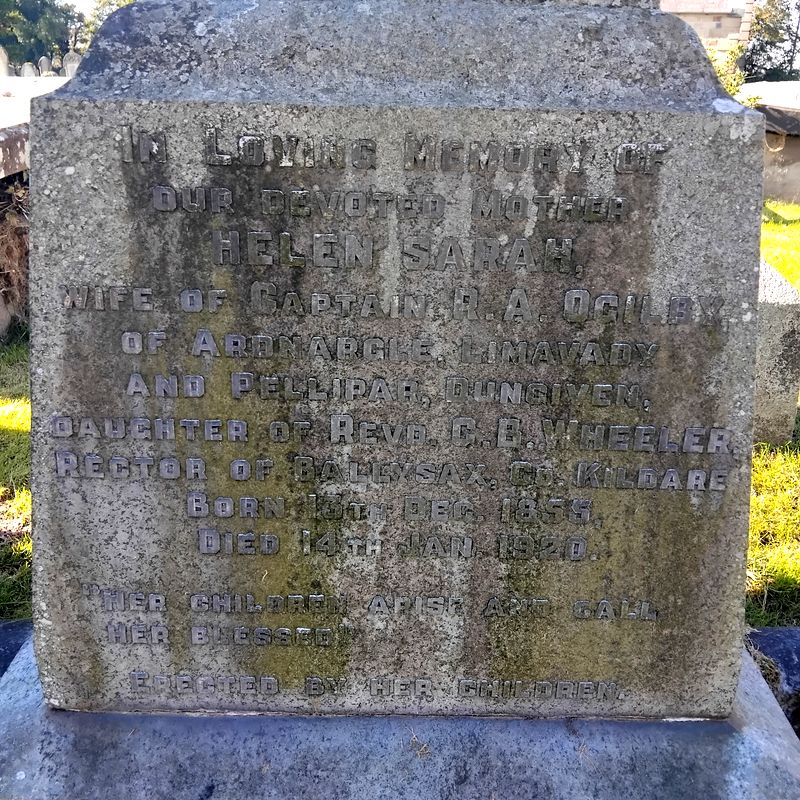 In Loving Memory of
our devoted Mother
HELEN SARAH,
wife of Captain R. A. Ogilby,
of Ardnargle, Limavady
and Pellipar, Dungiven,
daughter of Revd. G. B. Wheeler,
Rector of Ballysax, Co. Kildare
Born Dec. 1855,
Died 14th Jan. 1920.
"Her children arise and call
her blessed"
Erected by her children.